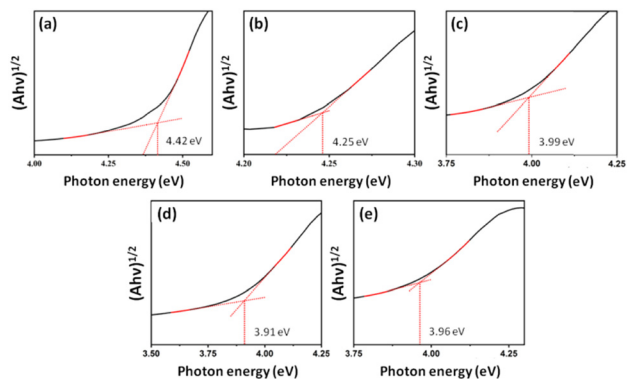 (a)
(Ahν)1/2
4.42 eV
4.00
4.25
4.50
Photon energy (eV)
(b)
(Ahν)1/2
4.25 eV
4.20
4.25
4.30
Photon energy (eV)
(c)
(Ahν)1/2
3.99 eV
3.75
4.00
4.25
Photon energy (eV)
(d)
(Ahν)1/2
3.91 eV
3.50
3.75
4.00
4.25
Photon energy (eV)
(e)
(Ahν)1/2
3.96 eV
3.75
4.00
4.25
Photon energy (eV)